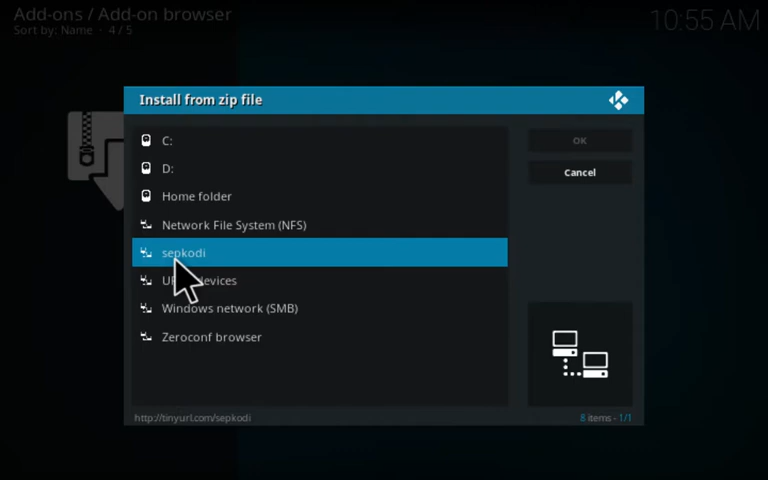 Add-ons / Add-on browser
Sort by: Name · 4 / 5
10:55 AM
Install from zip file
C:
D:
Home folder
Network File System (NFS)
sepkodi
devices
Windows network (SMB)
Zeroconf browser
OK
Cancel
http://tinyurl.com/sepkodi
8 items - 1/1